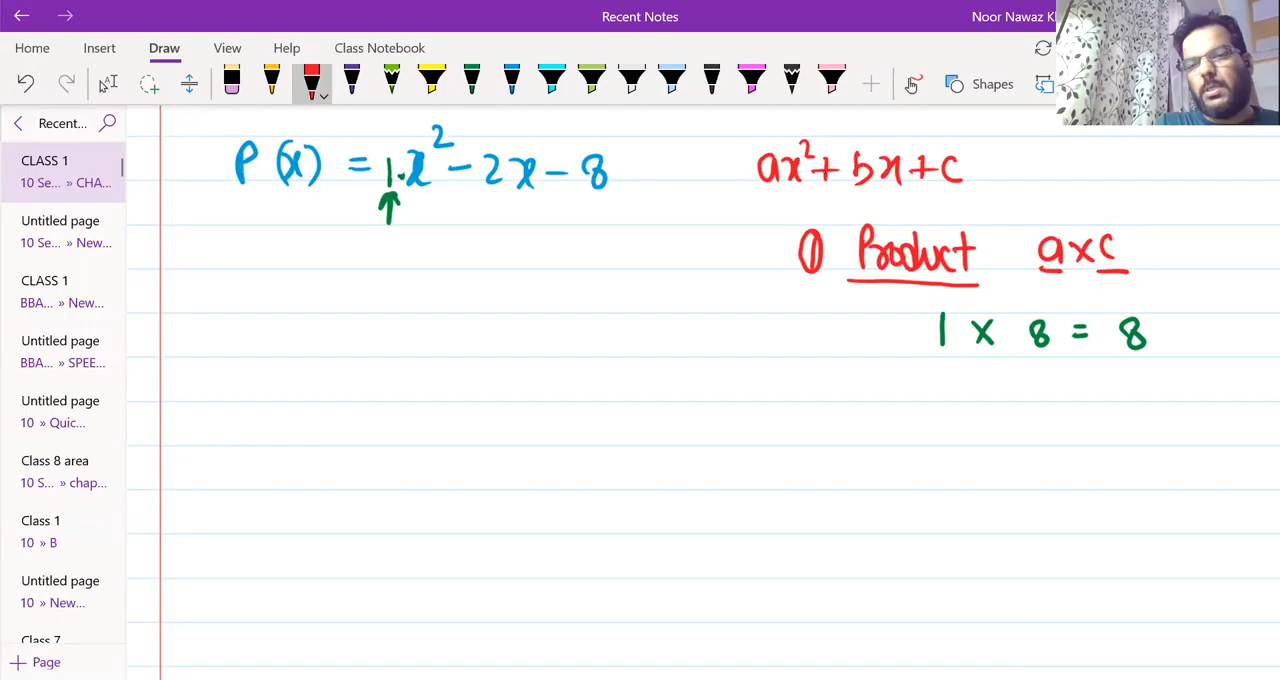 Recent Notes
Noor Nawaz
Home Insert Draw View Help Class Notebook
Shapes
Recent...
CLASS 1
10 Se... » CHA...
Untitled page
10 Se... » New...
CLASS 1
BBA... » New...
Untitled page
BBA... » SPEE...
Untitled page
10 » Quic...
Class 8 area
10 S... » chap...
Class 1
10 » B
Untitled page
10 » New...
Class 7
Page
P (x) = 1·x² - 2x - 8
ax² + bx + c
① Product a×c
1 × 8 = 8